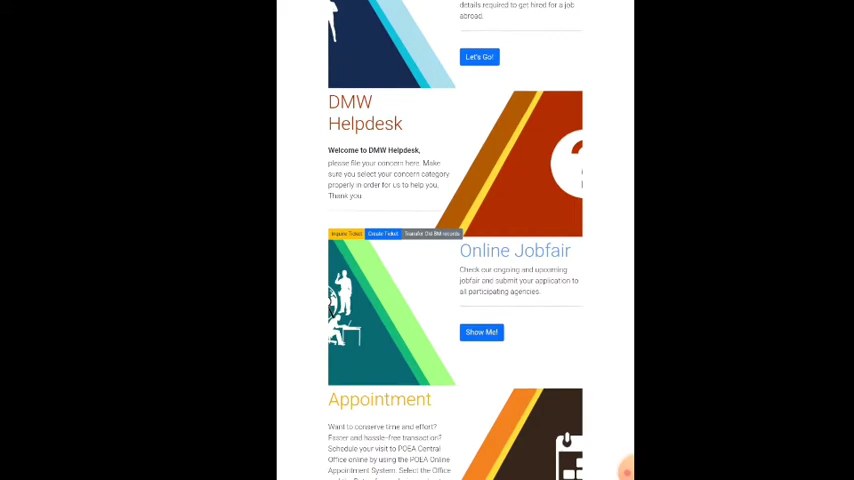 details required to get hired for a job
abroad.
Let's Go!
DMW
Helpdesk
Welcome to DMW Helpdesk,
please file your concern here. Make
sure you select your concern category
properly in order for us to help you,
Thank you
Inquire Ticket
Create Ticket
Transfer Old BM records
Online Jobfair
Check our ongoing and upcoming
jobfair and submit your application to
all participating agencies.
Show Me!
Appointment
Want to conserve time and effort?
Faster and hassle-free transaction?
Schedule your visit to POEA Central
Office online by using the POEA Online
Appointment System. Select the Office